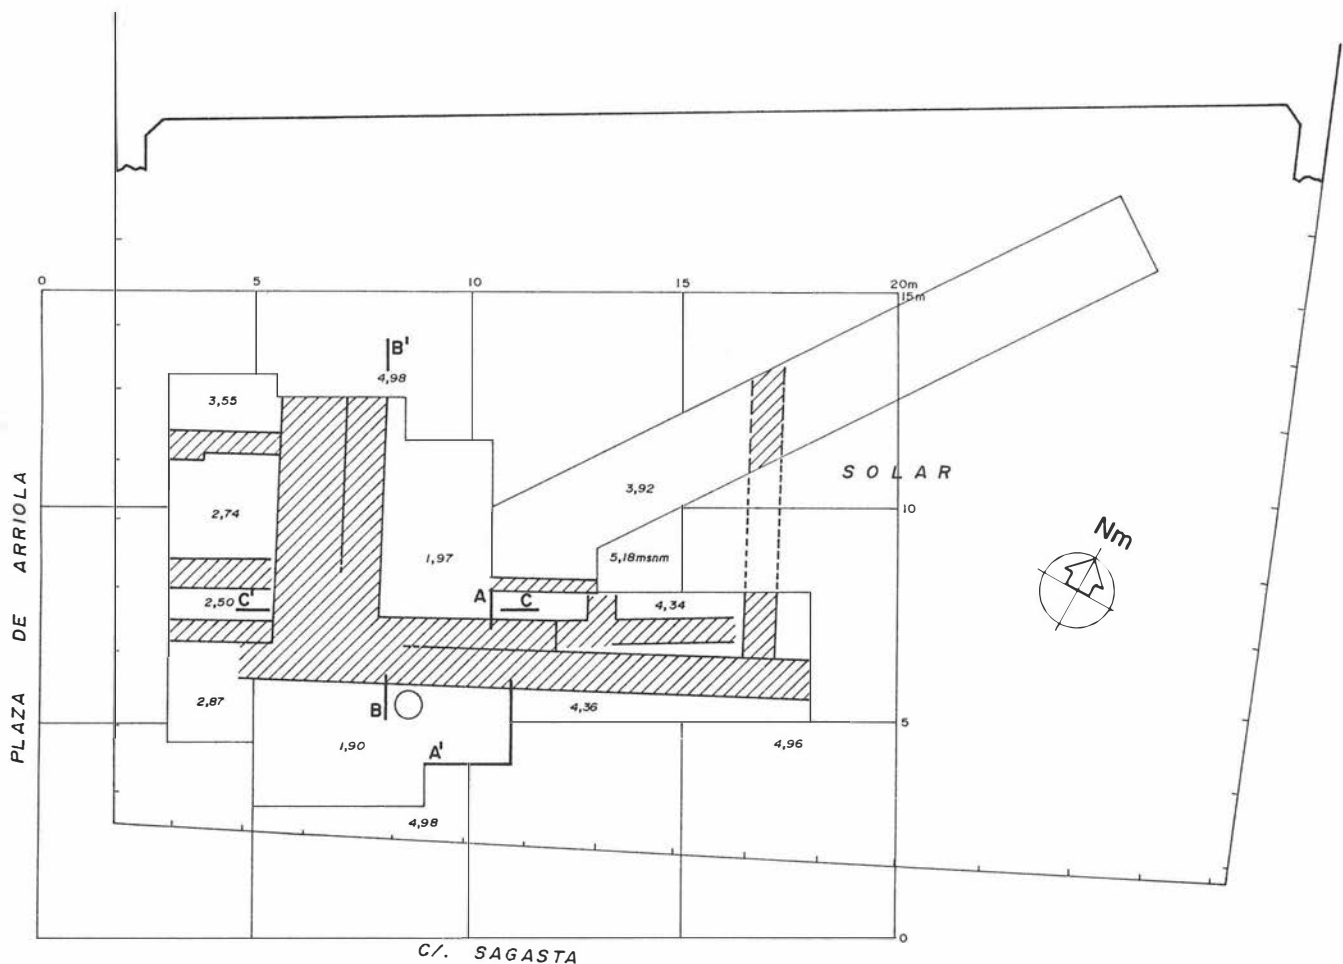 Nm
0
5
10
15
20m
15m
B'
4,98
3,55
SOLAR
3,92
10
2,74
1,97
5,18msnm
A
C
4,34
2,50
C'
PLAZA DE ARRIOLA
2,87
B
4,36
5
1,90
A'
4,96
4,98
0
C/. SAGASTA